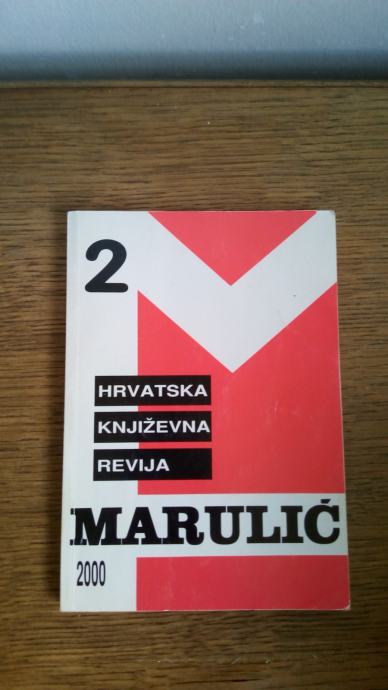 2
HRVATSKA
KNJIŽEVNA
REVIJA
MARULIĆ
2000